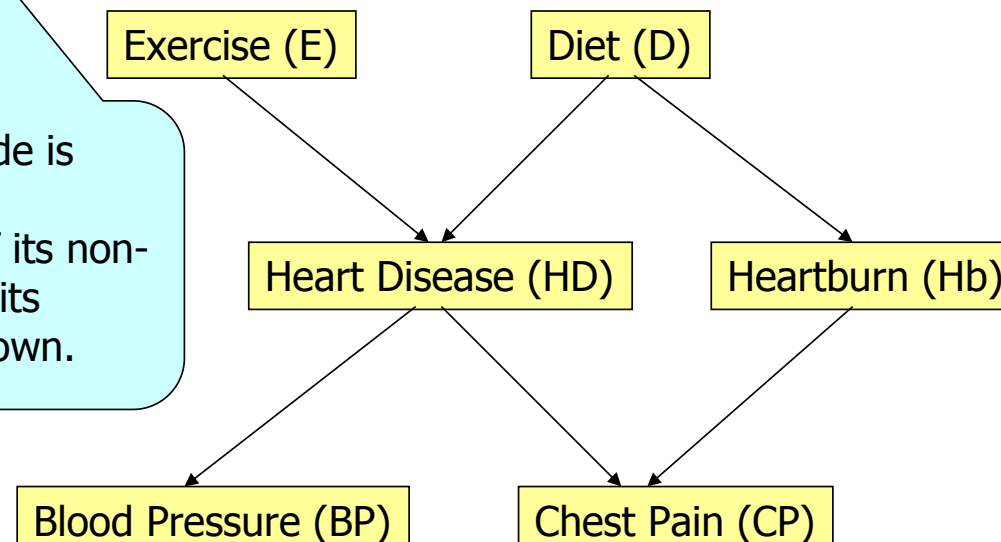 Exercise (E)
Diet (D)
de is
its non-
its
own.
Heart Disease (HD)
Heartburn (Hb)
Blood Pressure (BP)
Chest Pain (CP)